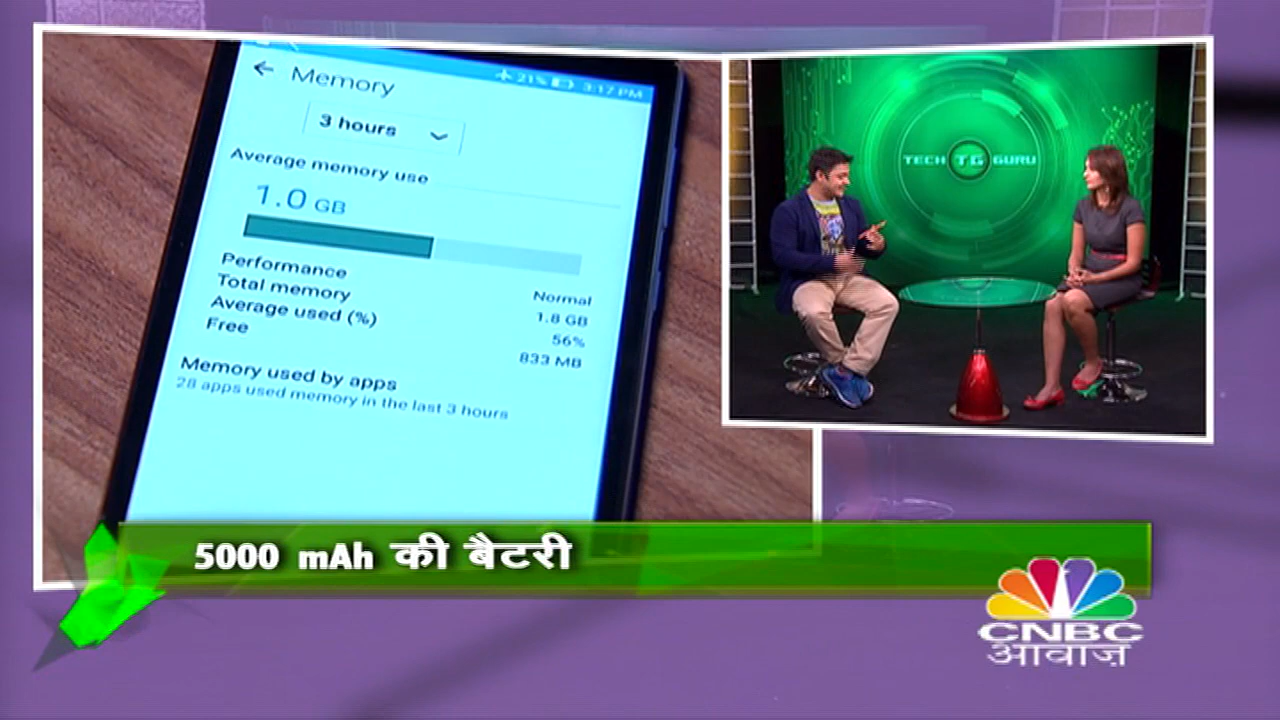 Memory
21% 3:17 PM
3 hours
Average memory use
1.0 GB
Performance Normal
Total memory 1.8 GB
Average used (%) 56%
Free 833 MB
Memory used by apps
28 apps used memory in the last 3 hours
TECH TG GURU
5000 mAh की बैटरी
CNBC
आवाज़